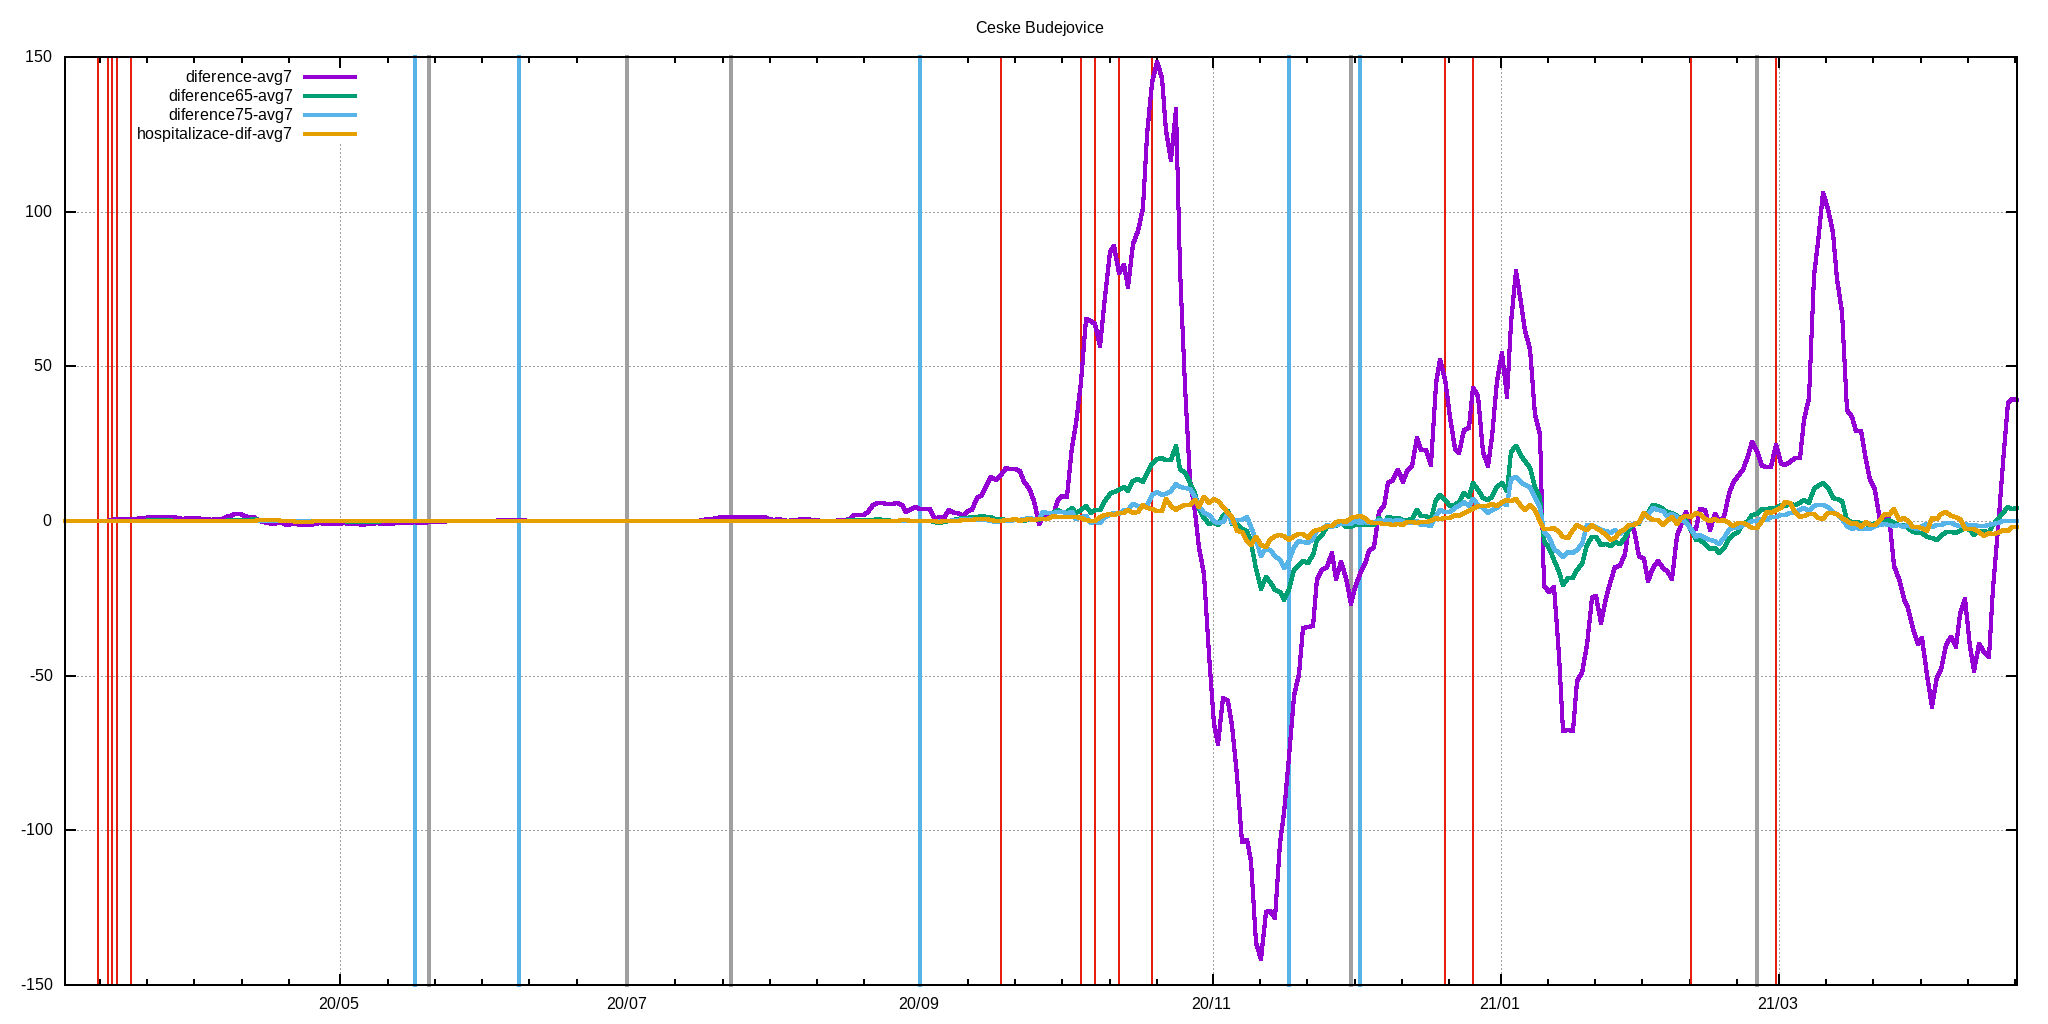 Ceske Budejovice
150
diference-avg7
diference65-avg7
diference75-avg7
hospitalizace-dif-avg7
100
50
0
-50
-100
-150
20/05 20/07 20/09 20/11 21/01 21/03